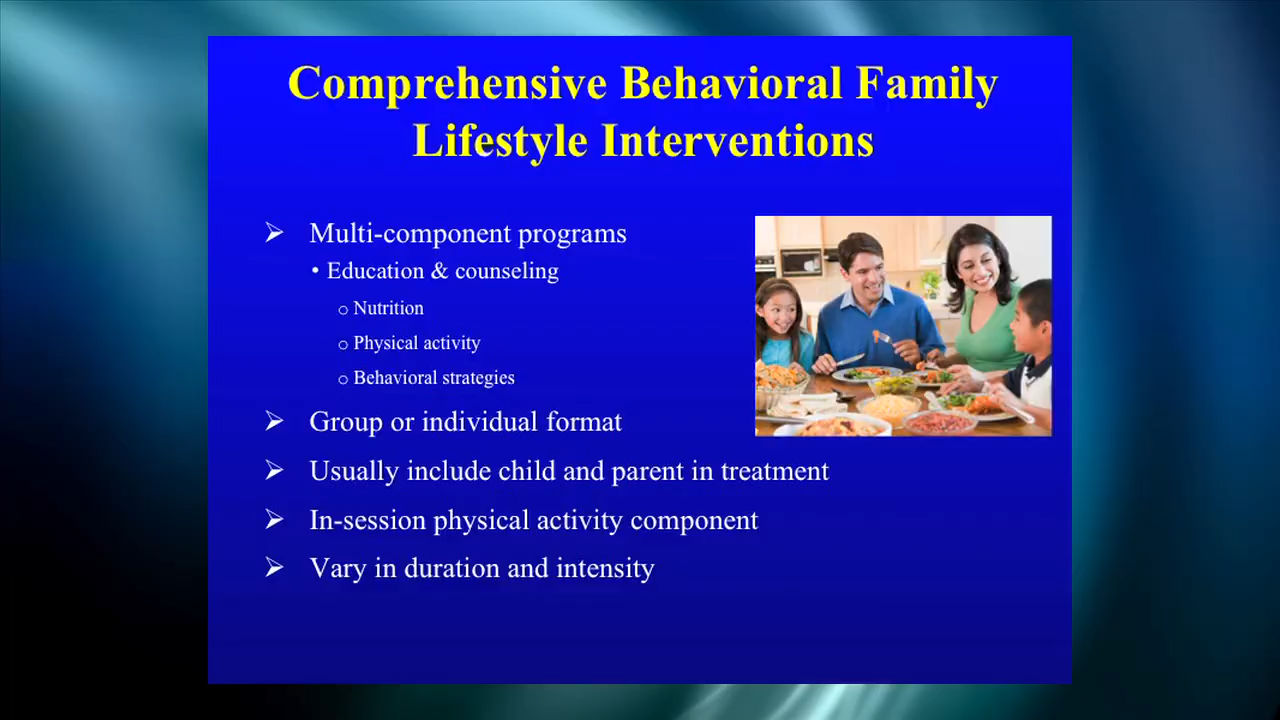 Comprehensive Behavioral Family
Lifestyle Interventions
➢ Multi-component programs
• Education & counseling
o Nutrition
o Physical activity
o Behavioral strategies
➢ Group or individual format
➢ Usually include child and parent in treatment
➢ In-session physical activity component
➢ Vary in duration and intensity